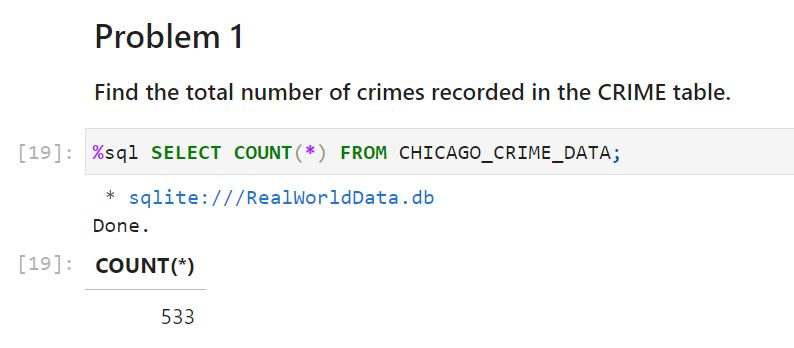 Problem 1
Find the total number of crimes recorded in the CRIME table.
[19]: %sql SELECT COUNT(*) FROM CHICAGO_CRIME_DATA;
* sqlite:///RealWorldData.db
Done.
[19]: COUNT(*)
533